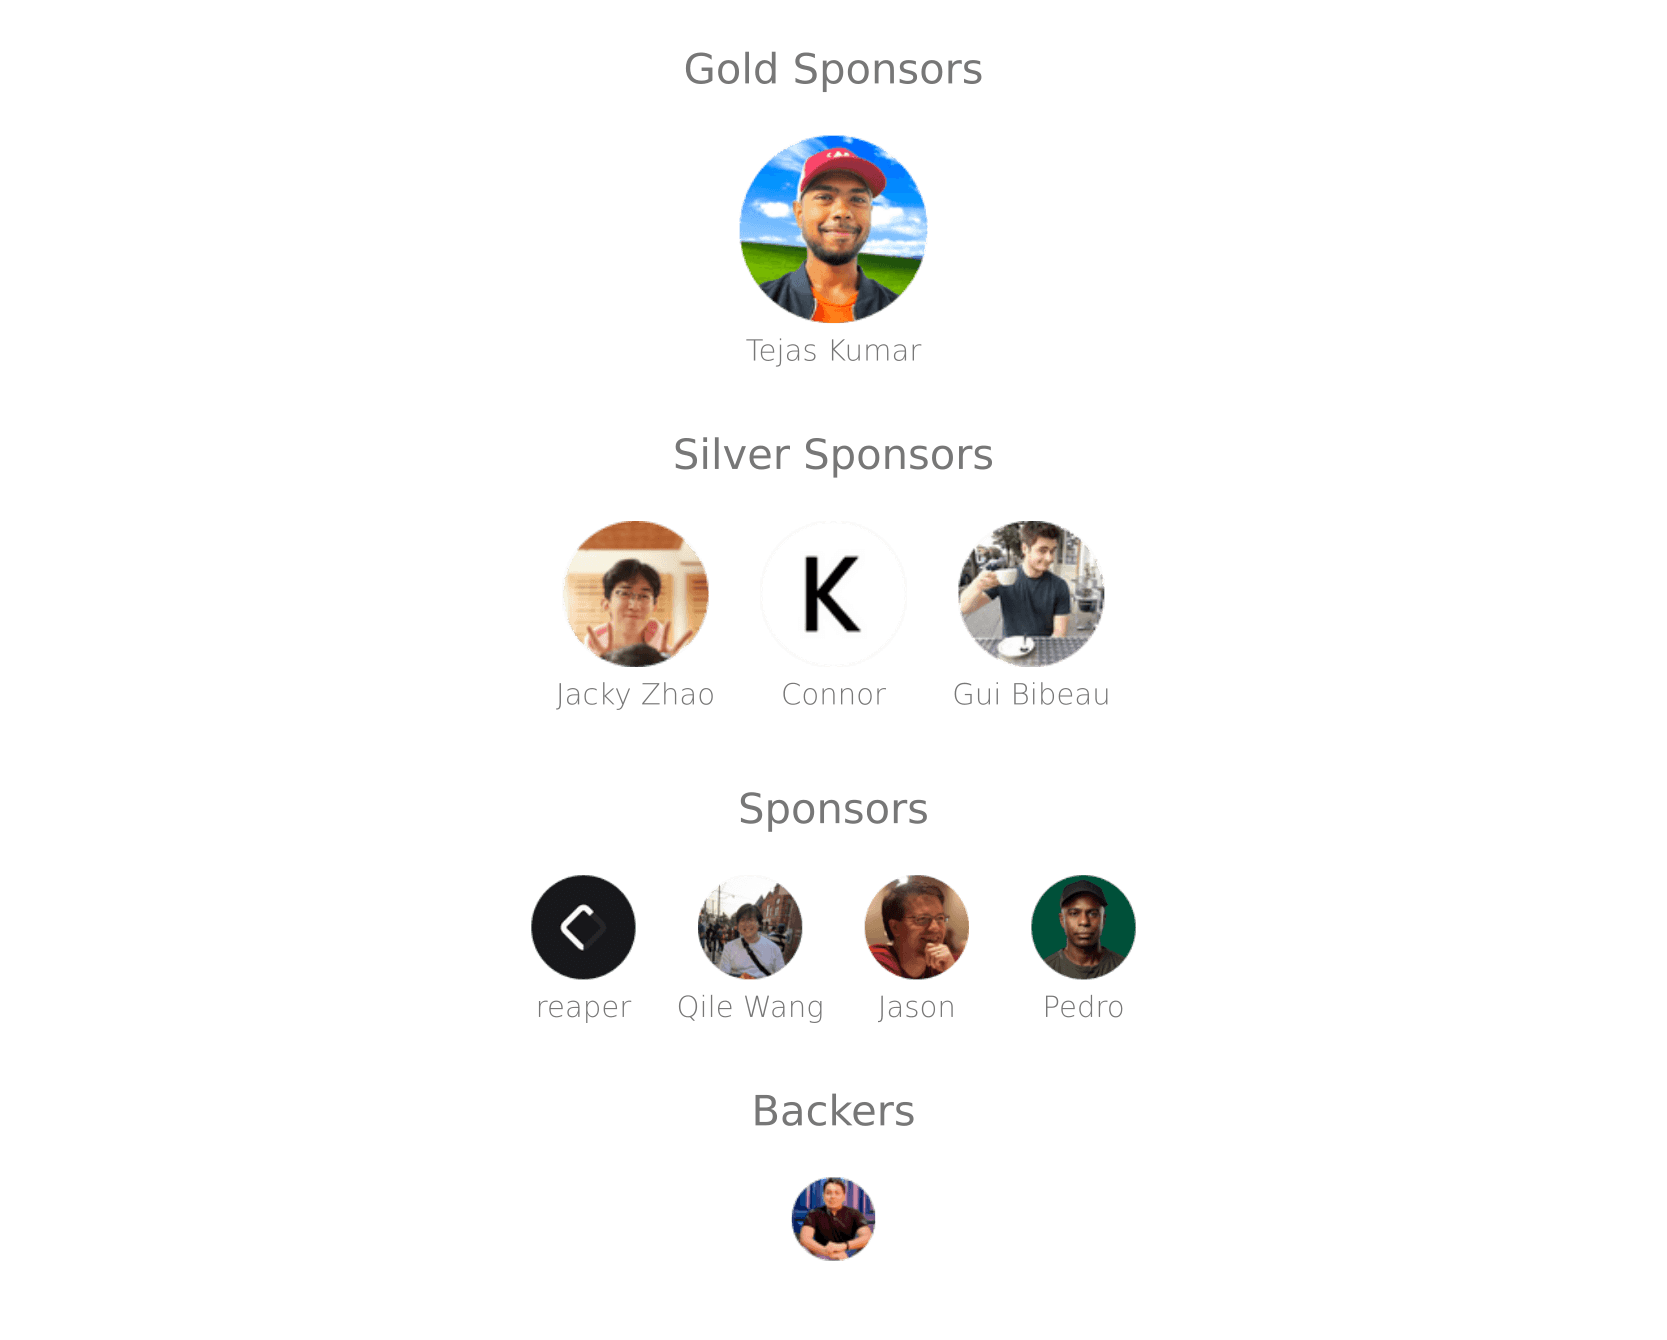 Gold Sponsors
Tejas Kumar
Silver Sponsors
K
Jacky Zhao Connor Gui Bibeau
Sponsors
reaper Qile Wang Jason Pedro
Backers